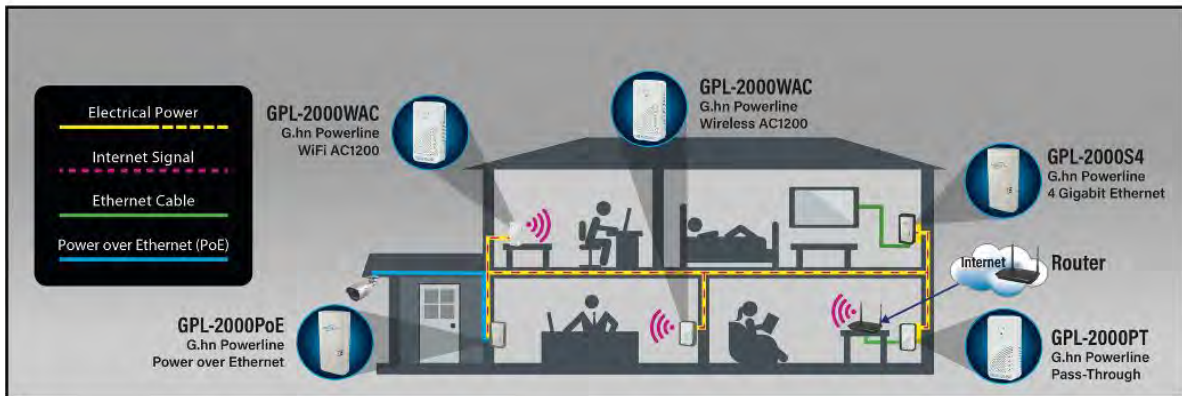 Electrical Power
Internet Signal
Ethernet Cable
Power over Ethernet (PoE)
GPL-2000WAC
G.hn Powerline
WiFi AC1200
GPL-2000WAC
G.hn Powerline
Wireless AC1200
GPL-2000S4
G.hn Powerline
4 Gigabit Ethernet
Internet
Router
GPL-2000PoE
G.hn Powerline
Power over Ethernet
GPL-2000PT
G.hn Powerline
Pass-Through